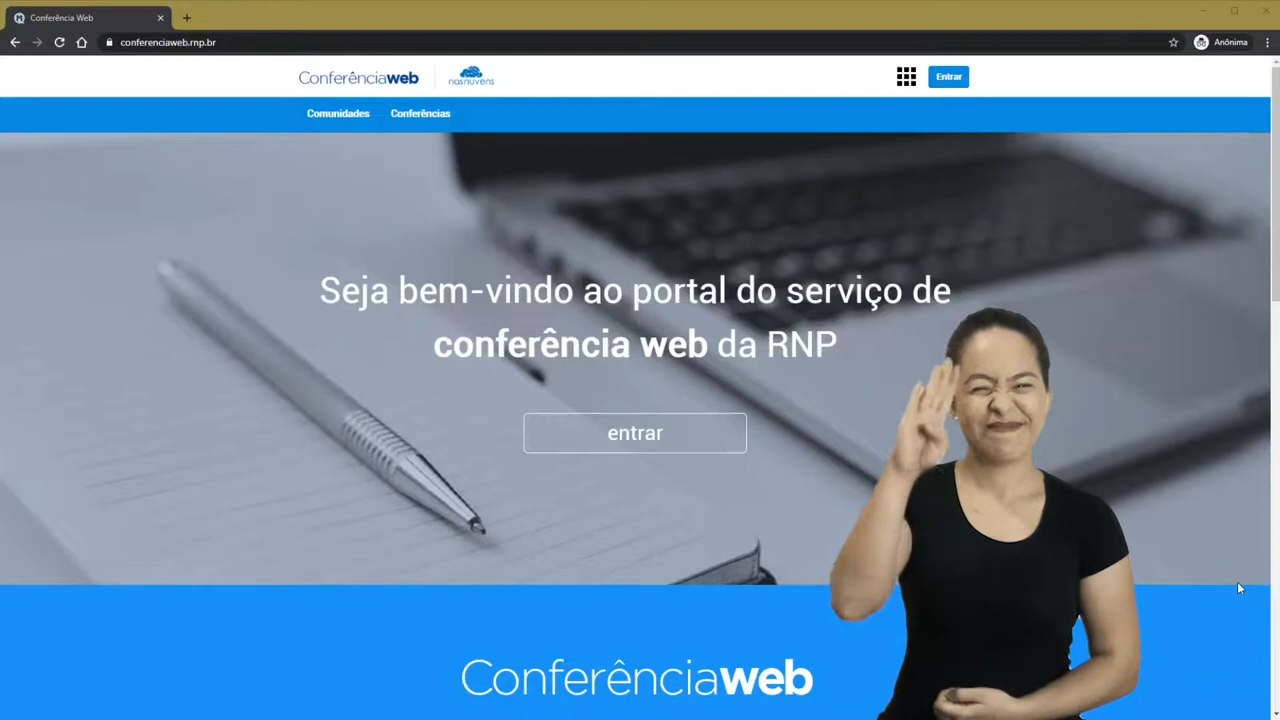 Conferência Web
conferenciaweb.rnp.br
Anônima
Conferênciaweb
nasnuvens
Entrar
Comunidades
Conferências
Seja bem-vindo ao portal do serviço de
conferência web da RNP
entrar
Conferênciaweb